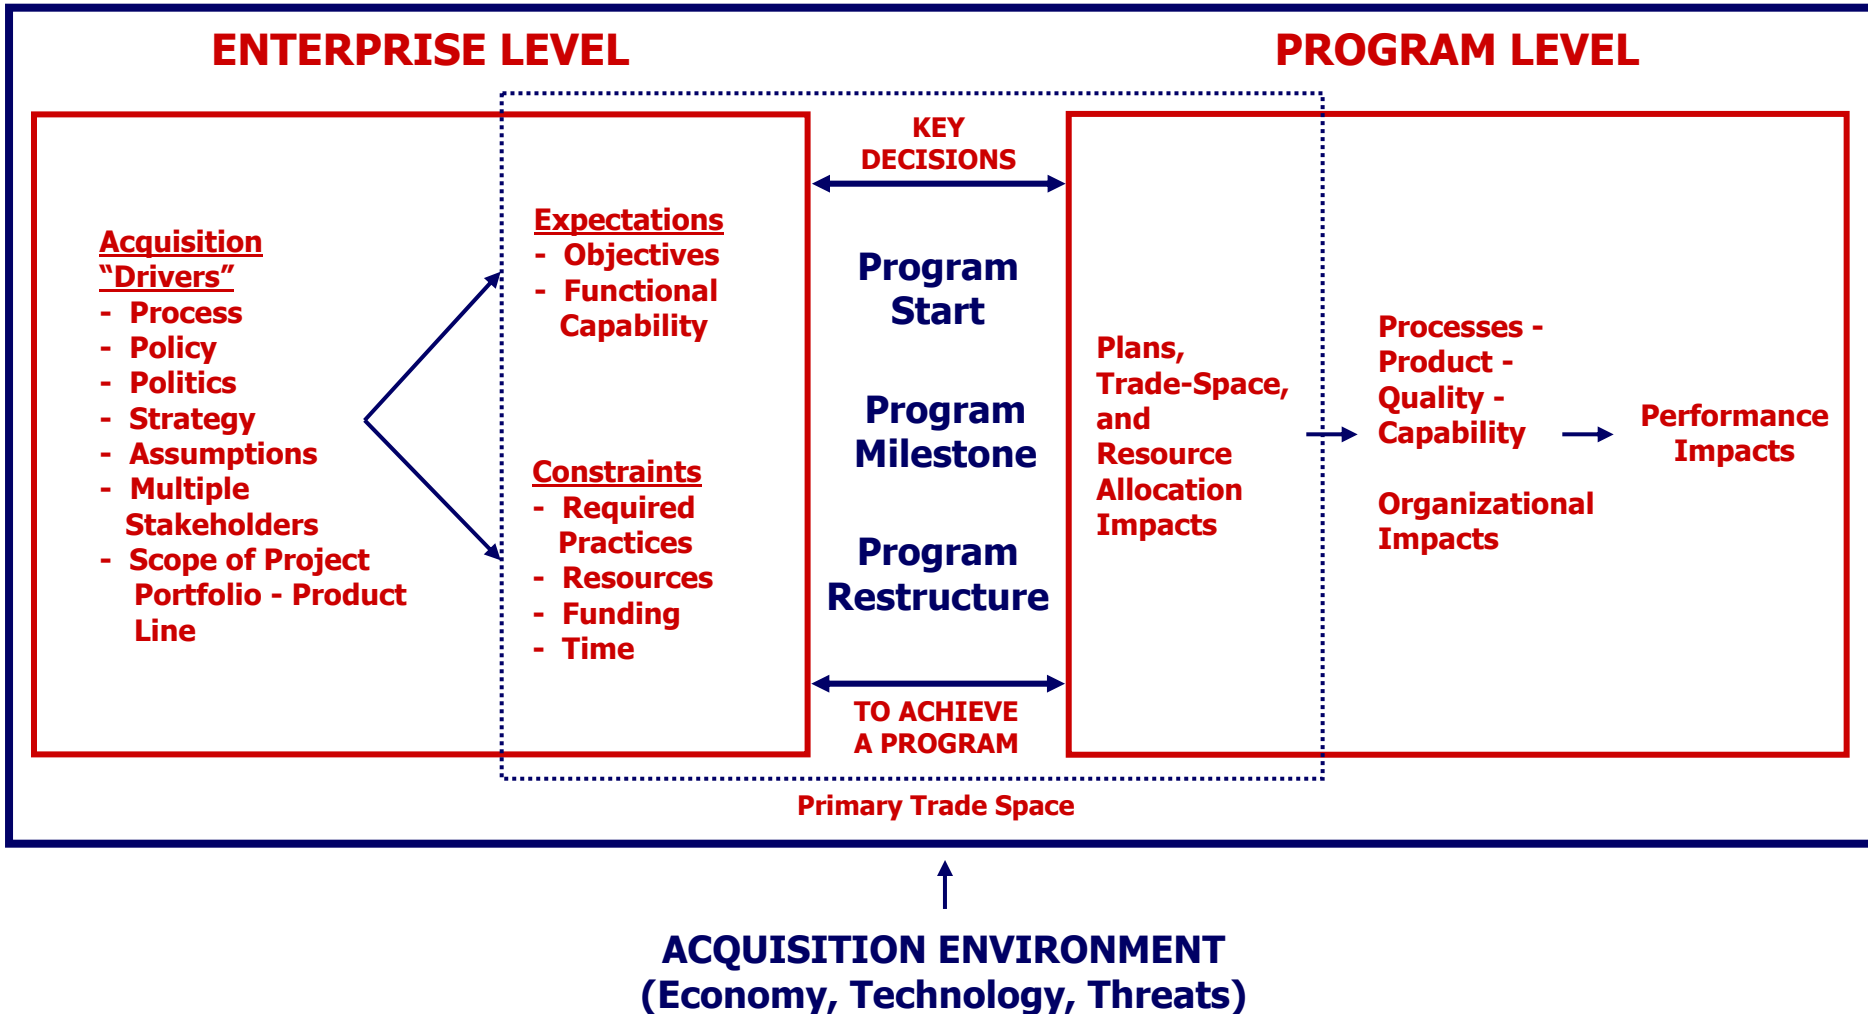 ENTERPRISE LEVEL
PROGRAM LEVEL
Acquisition
“Drivers”
- Process
- Policy
- Politics
- Strategy
- Assumptions
- Multiple
Stakeholders
- Scope of Project
Portfolio - Product
Line
Expectations
- Objectives
- Functional
Capability
Constraints
- Required
Practices
- Resources
- Funding
- Time
KEY
DECISIONS
Program
Start
Program
Milestone
Program
Restructure
TO ACHIEVE
A PROGRAM
Plans,
Trade-Space,
and
Resource
Allocation
Impacts
Processes -
Product -
Quality -
Capability
Organizational
Impacts
Performance
Impacts
Primary Trade Space
ACQUISITION ENVIRONMENT
(Economy, Technology, Threats)